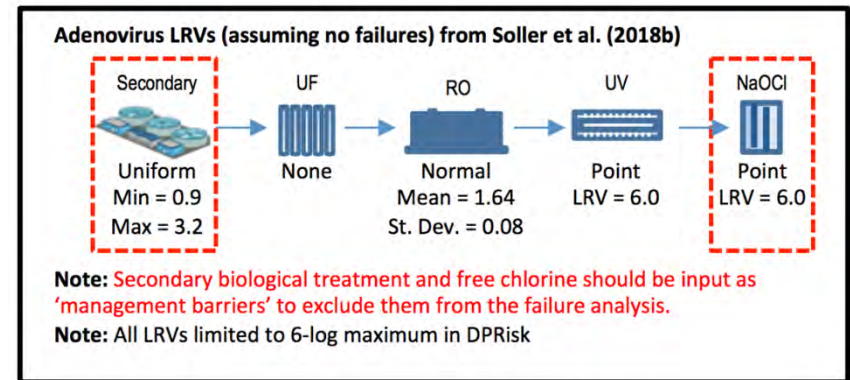 Adenovirus LRVs (assuming no failures) from Soller et al. (2018b)
Secondary UF RO UV NaOCl
Uniform None Normal Point Point
Min = 0.9 Mean = 1.64 LRV = 6.0 LRV = 6.0
Max = 3.2 St. Dev. = 0.08
Note: Secondary biological treatment and free chlorine should be input as
‘management barriers’ to exclude them from the failure analysis.
Note: All LRVs limited to 6-log maximum in DPRisk